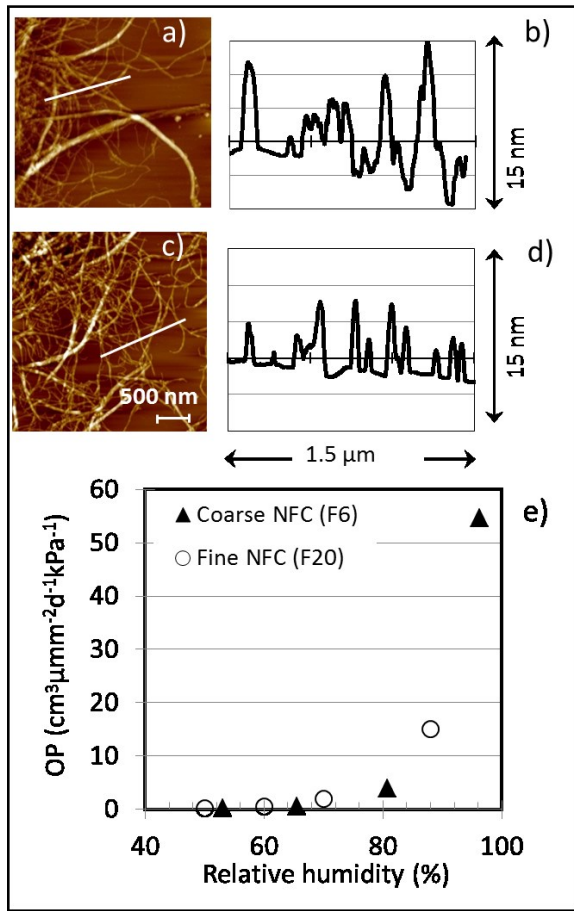 a)
b)
15 nm
c)
d)
500 nm
15 nm
1.5 µm
e)
60
50
40
30
20
10
0
▲ Coarse NFC (F6)
○ Fine NFC (F20)
OP (cm³µmm⁻²d⁻¹kPa⁻¹)
40 60 80 100
Relative humidity (%)